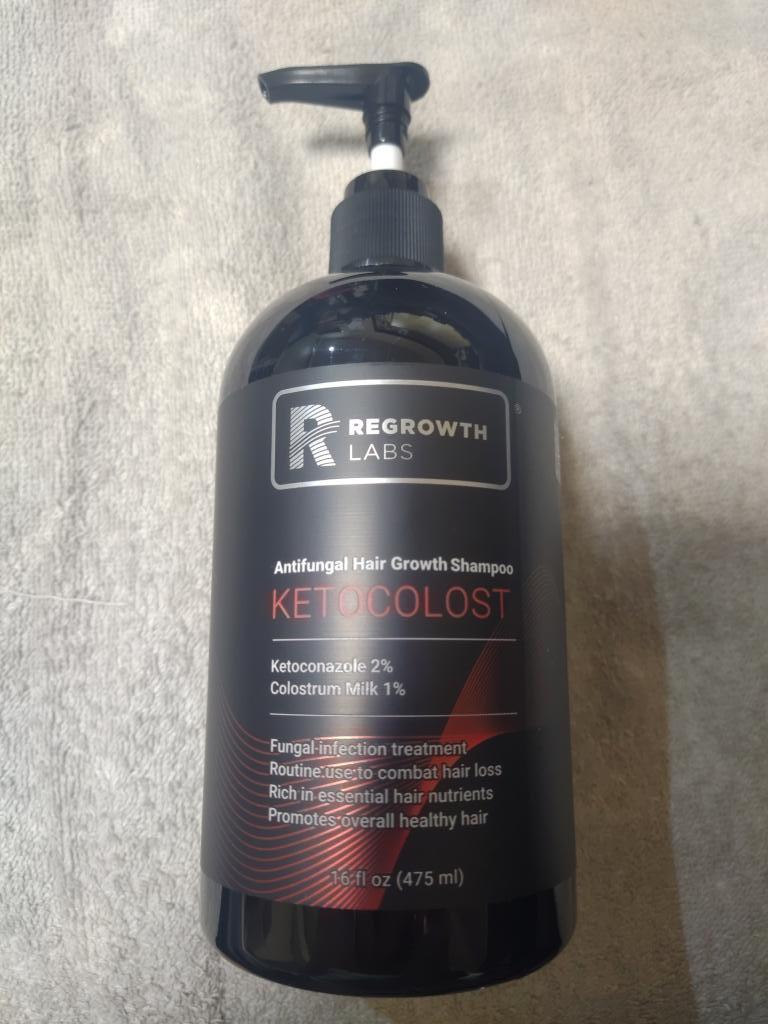 R
REGROWTH
LABS
®
Antifungal Hair Growth Shampoo
KETOCOLOST
Ketoconazole 2%
Colostrum Milk 1%
Fungal infection treatment
Routine use to combat hair loss
Rich in essential hair nutrients
Promotes overall healthy hair
16 fl oz (475 ml)